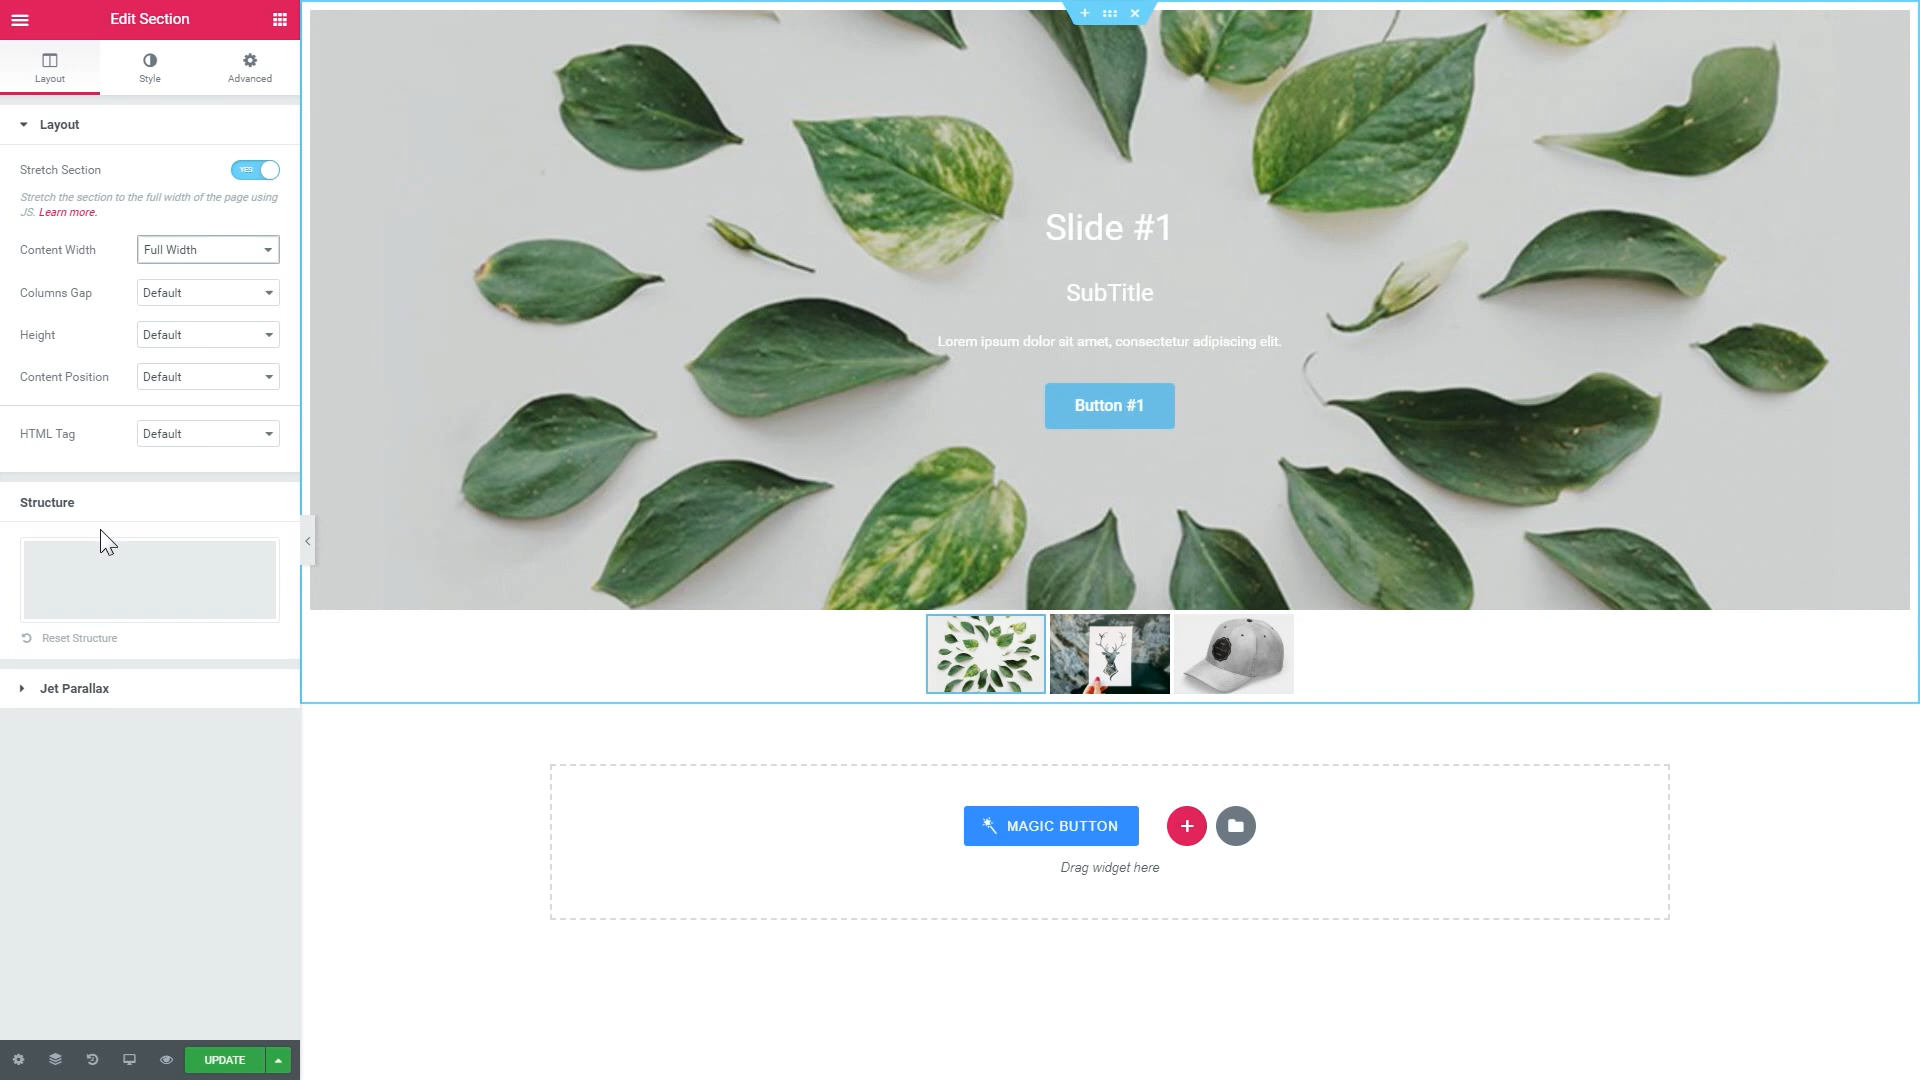 Edit Section
Layout
Style
Advanced
Layout
Stretch Section
YES
Stretch the section to the full width of the page using
JS. Learn more.
Content Width
Full Width
Columns Gap
Default
Height
Default
Content Position
Default
HTML Tag
Default
Structure
Reset Structure
Jet Parallax
UPDATE
Slide #1
SubTitle
Lorem ipsum dolor sit amet, consectetur adipiscing elit.
Button #1
MAGIC BUTTON
Drag widget here